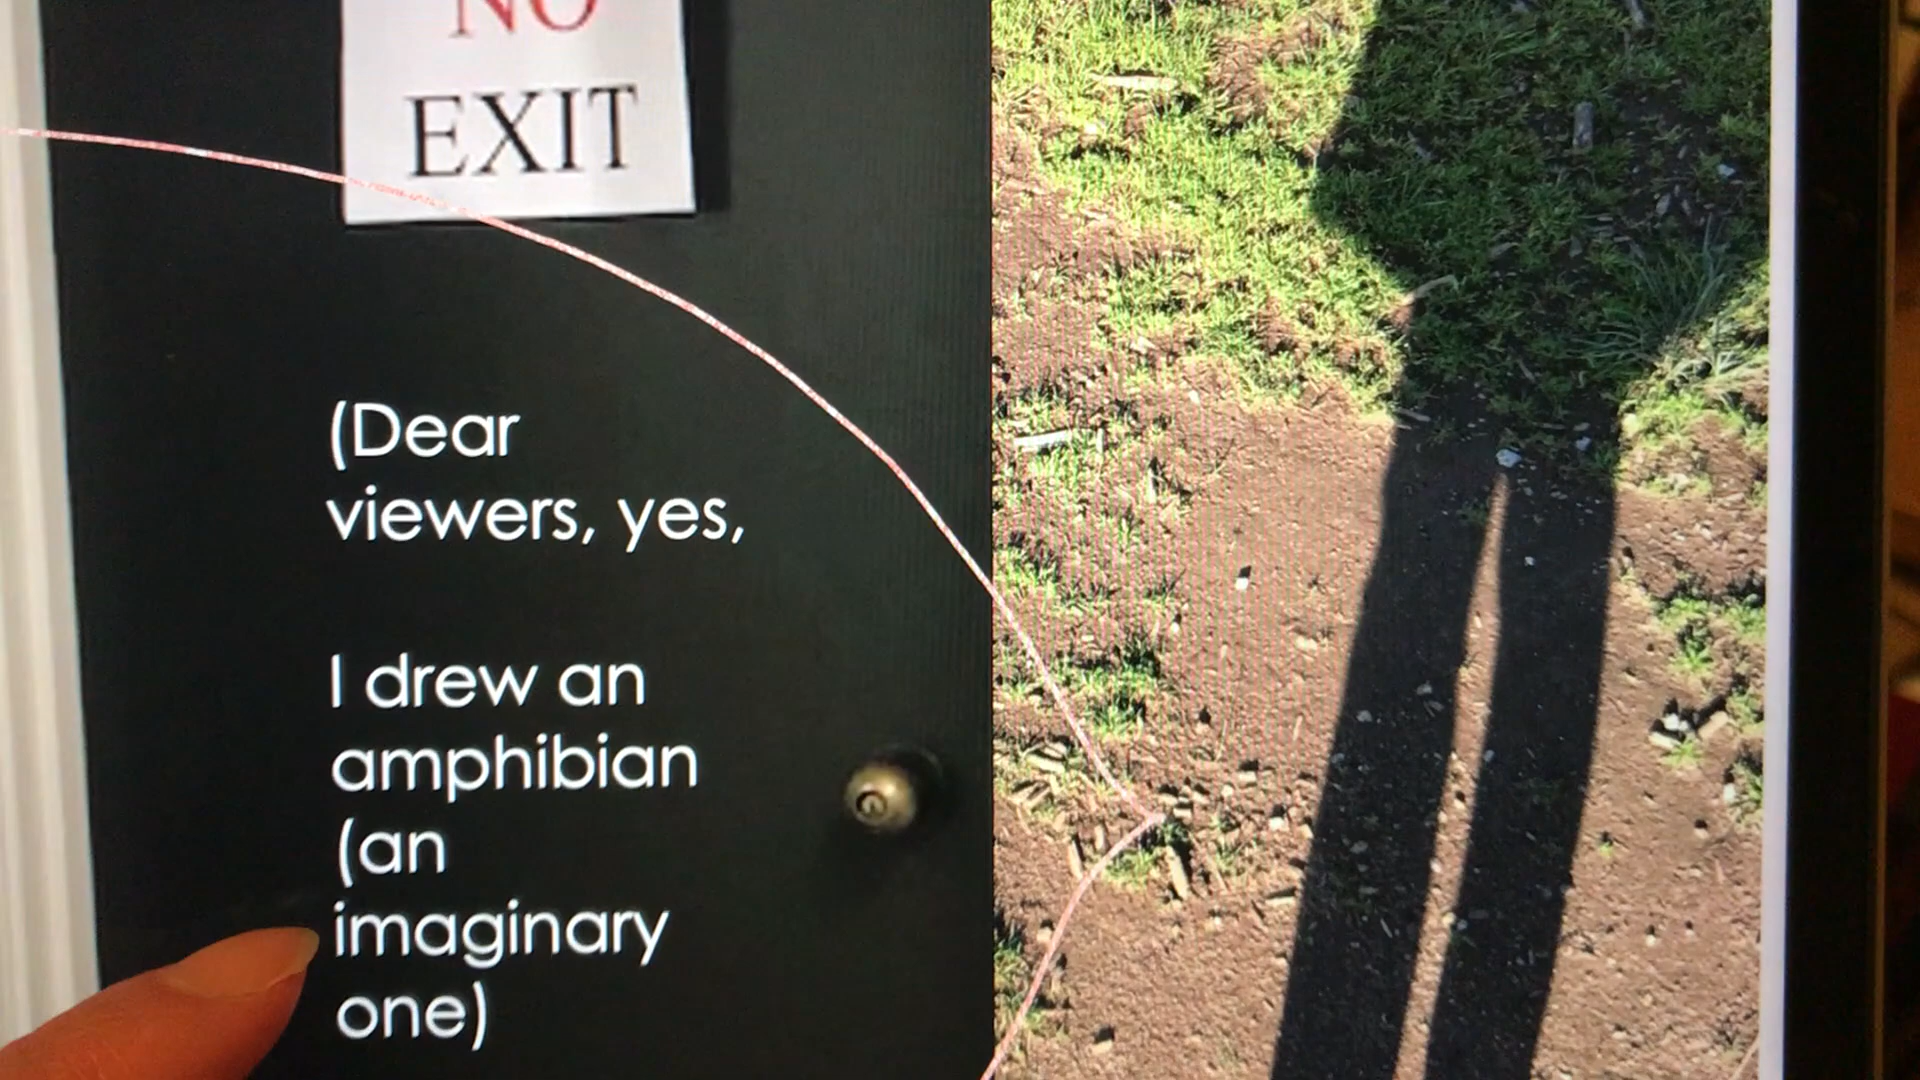 NO
EXIT
(Dear
viewers, yes,
I drew an
amphibian
(an
imaginary
one)